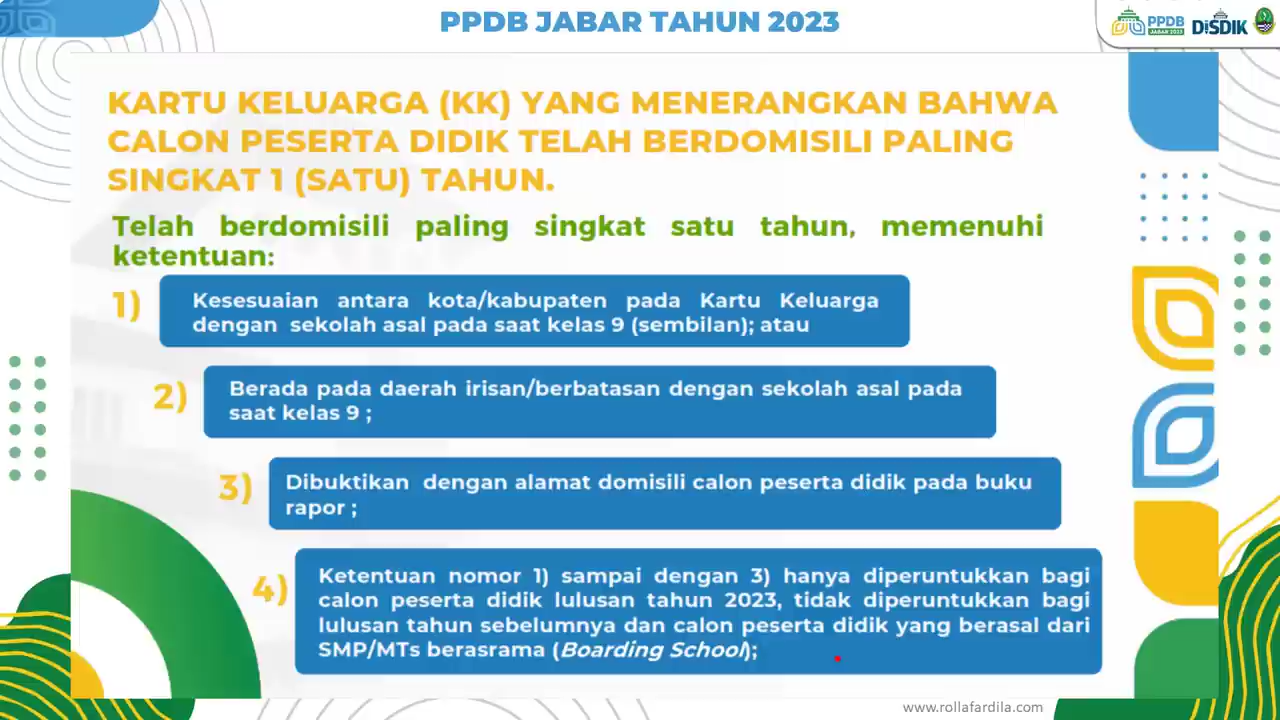 PPDB JABAR TAHUN 2023
PPDB
JABAR 2023
DISDIK
KARTU KELUARGA (KK) YANG MENERANGKAN BAHWA
CALON PESERTA DIDIK TELAH BERDOMISILI PALING
SINGKAT 1 (SATU) TAHUN.
Telah berdomisili paling singkat satu tahun, memenuhi
ketentuan:
1) Kesesuaian antara kota/kabupaten pada Kartu Keluarga
dengan sekolah asal pada saat kelas 9 (sembilan); atau
2) Berada pada daerah irisan/berbatasan dengan sekolah asal pada
saat kelas 9 ;
3) Dibuktikan dengan alamat domisili calon peserta didik pada buku
rapor ;
4) Ketentuan nomor 1) sampai dengan 3) hanya diperuntukkan bagi
calon peserta didik lulusan tahun 2023, tidak diperuntukkan bagi
lulusan tahun sebelumnya dan calon peserta didik yang berasal dari
SMP/MTs berasrama (Boarding School);
www.rollafardila.com